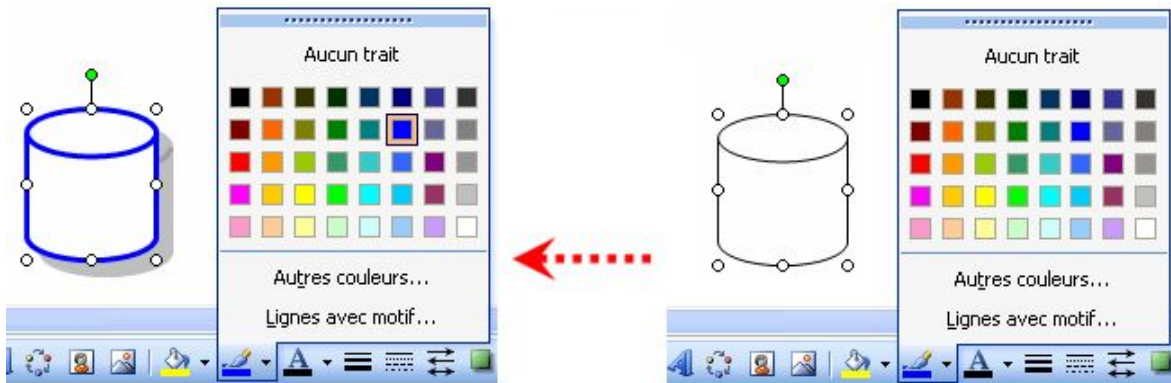 Aucun trait
Autres couleurs...
Lignes avec motif...
A
Aucun trait
Autres couleurs...
Lignes avec motif...
A
A